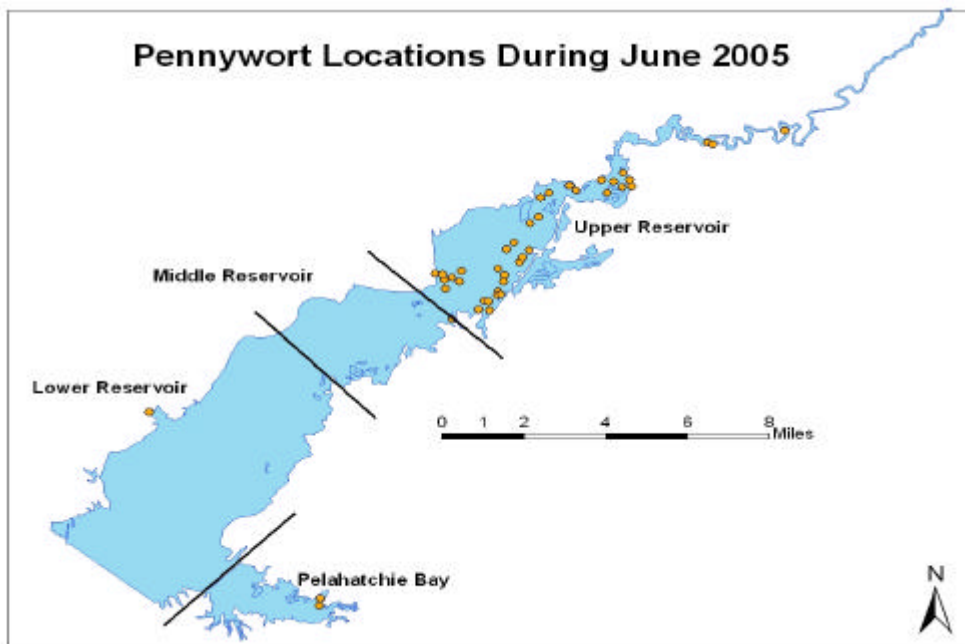 Pennywort Locations During June 2005
Upper Reservoir
Middle Reservoir
Lower Reservoir
0 1 2 4 6 8
Miles
Pelahatchie Bay
N